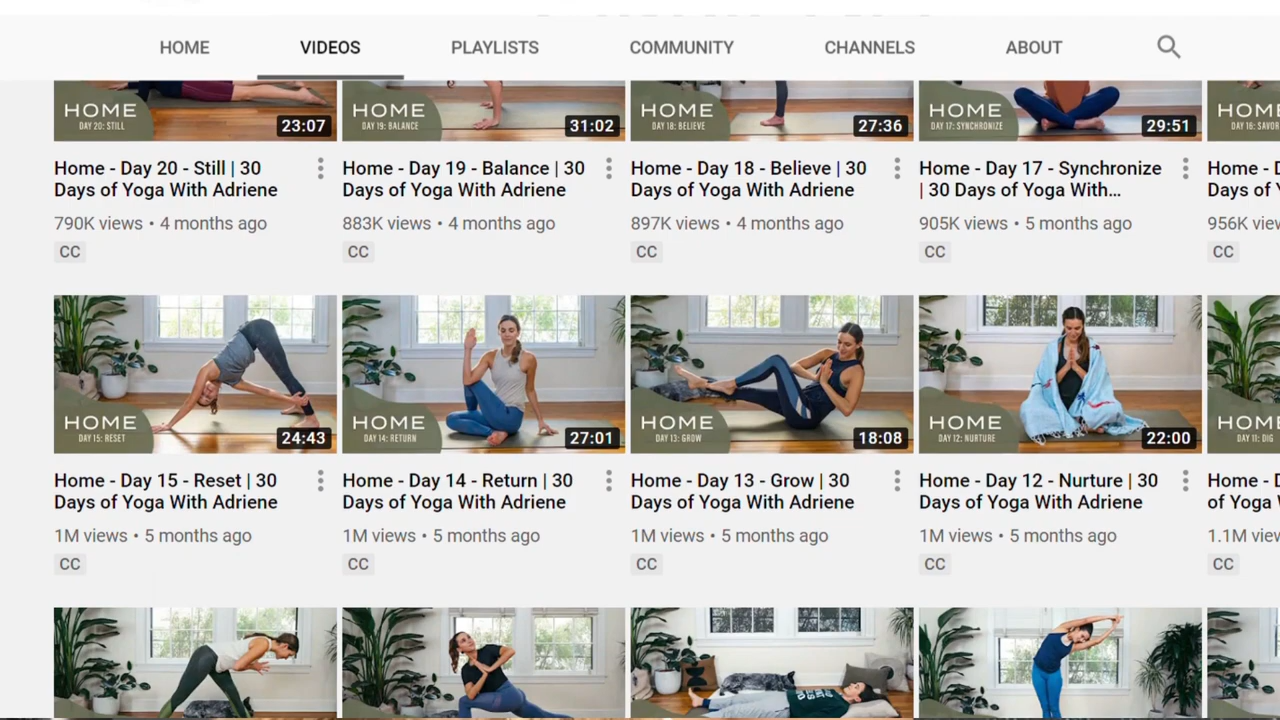 HOME VIDEOS PLAYLISTS COMMUNITY CHANNELS ABOUT
HOME HOME HOME HOME
DAY 20: STILL DAY 19: BALANCE DAY 18: BELIEVE DAY 17: SYNCHRONIZE DAY 16: SAVOR
23:07 31:02 27:36 29:51
Home - Day 20 - Still | 30
Days of Yoga With Adriene
790K views • 4 months ago
CC
Home - Day 19 - Balance | 30
Days of Yoga With Adriene
883K views • 4 months ago
CC
Home - Day 18 - Believe | 30
Days of Yoga With Adriene
897K views • 4 months ago
CC
Home - Day 17 - Synchronize
| 30 Days of Yoga With...
905K views • 5 months ago
CC
Home -
Days of
956K
CC
HOME
DAY 15: RESET
24:43
HOME
DAY 14: RETURN
27:01
HOME
DAY 13: GROW
18:08
HOME
DAY 12: NURTURE
22:00
DAY 11: DIG
Home - Day 15 - Reset | 30
Days of Yoga With Adriene
1M views • 5 months ago
CC
Home - Day 14 - Return | 30
Days of Yoga With Adriene
1M views • 5 months ago
CC
Home - Day 13 - Grow | 30
Days of Yoga With Adriene
1M views • 5 months ago
CC
Home - Day 12 - Nurture | 30
Days of Yoga With Adriene
1M views • 5 months ago
CC
Home -
of Yoga
1.1M
CC